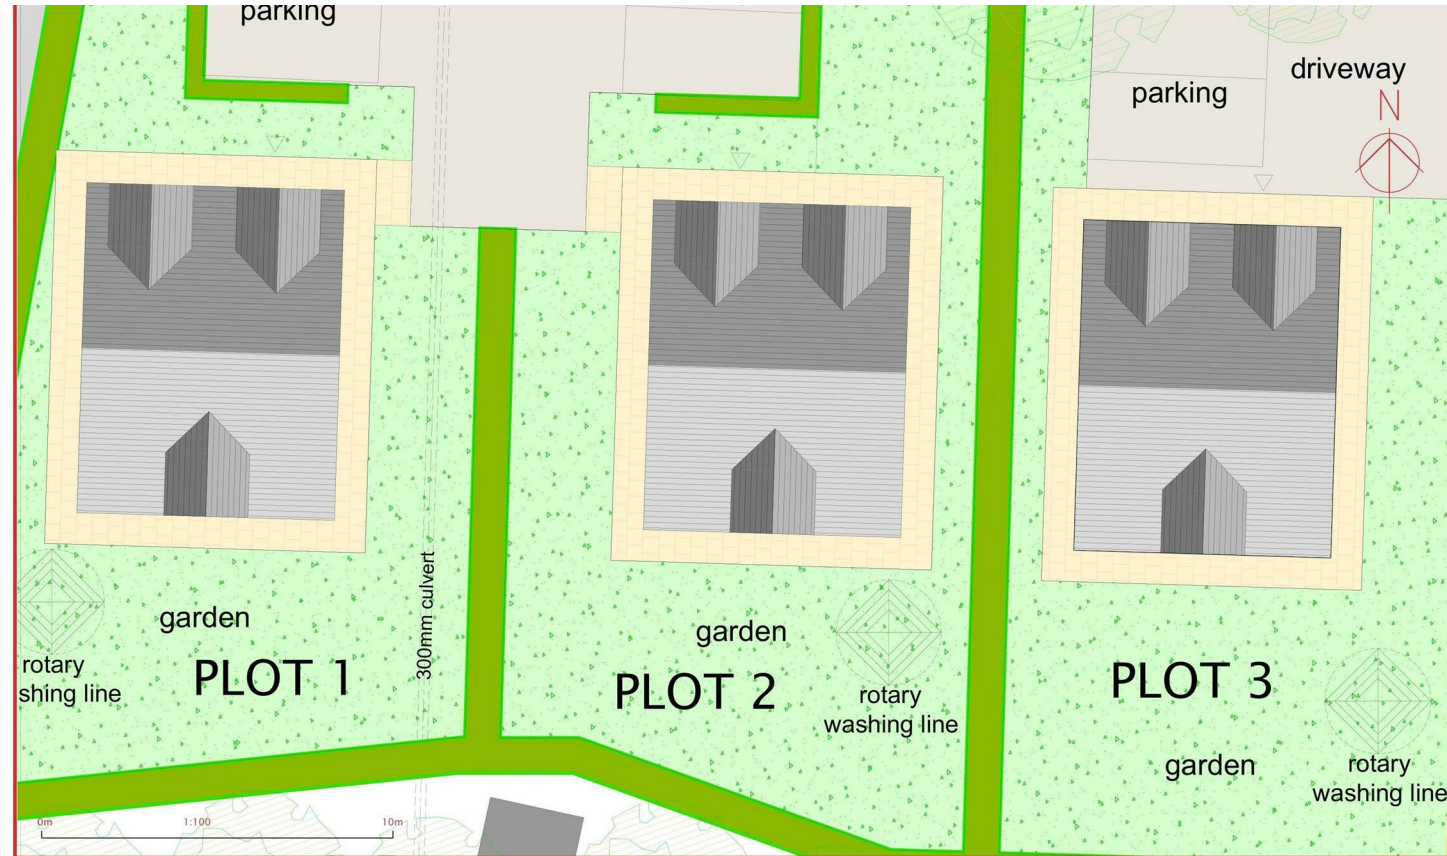 parking
driveway
parking
N
300mm culvert
garden
garden
rotary
shing line
PLOT 1
PLOT 2
PLOT 3
rotary
washing line
garden
rotary
washing line
0m
1:100
10m